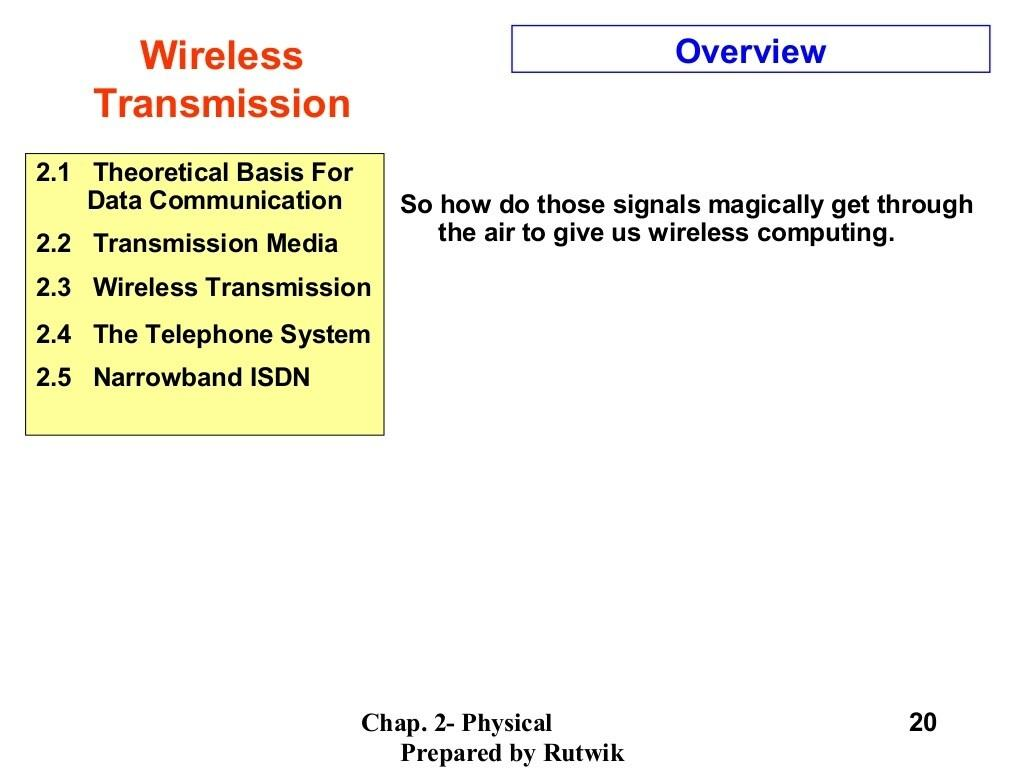 Wireless
Transmission
Overview
2.1 Theoretical Basis For
Data Communication
2.2 Transmission Media
2.3 Wireless Transmission
2.4 The Telephone System
2.5 Narrowband ISDN
So how do those signals magically get through
the air to give us wireless computing.
Chap. 2- Physical
Prepared by Rutwik
20